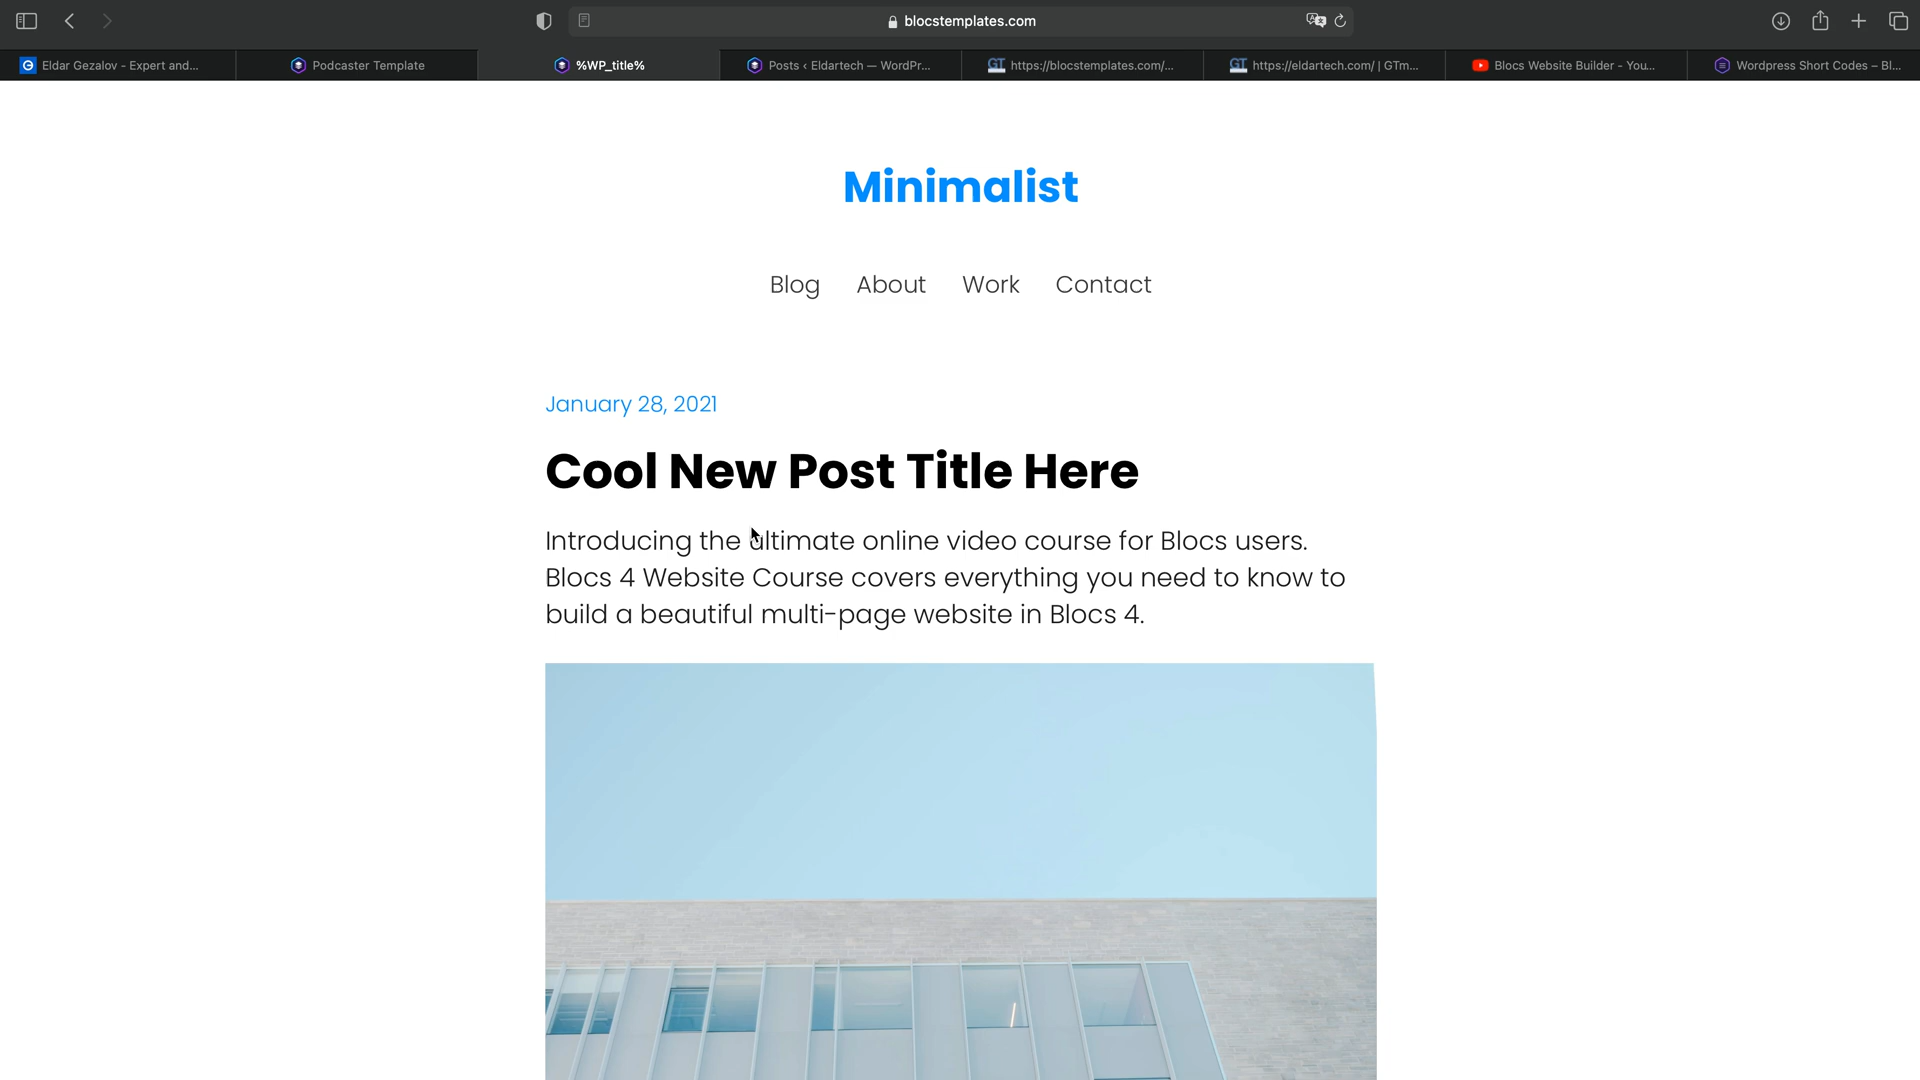 blocstemplates.com
Eldar Gezalov - Expert and...
Podcaster Template
%WP_title%
Posts ‹ Eldartech — WordPr...
GT
https://blocstemplates.com/...
GT
https://eldartech.com/ | GTm...
Blocs Website Builder - You...
Wordpress Short Codes – Bl...
Minimalist
Blog About Work Contact
January 28, 2021
Cool New Post Title Here
Introducing the ultimate online video course for Blocs users.
Blocs 4 Website Course covers everything you need to know to
build a beautiful multi-page website in Blocs 4.